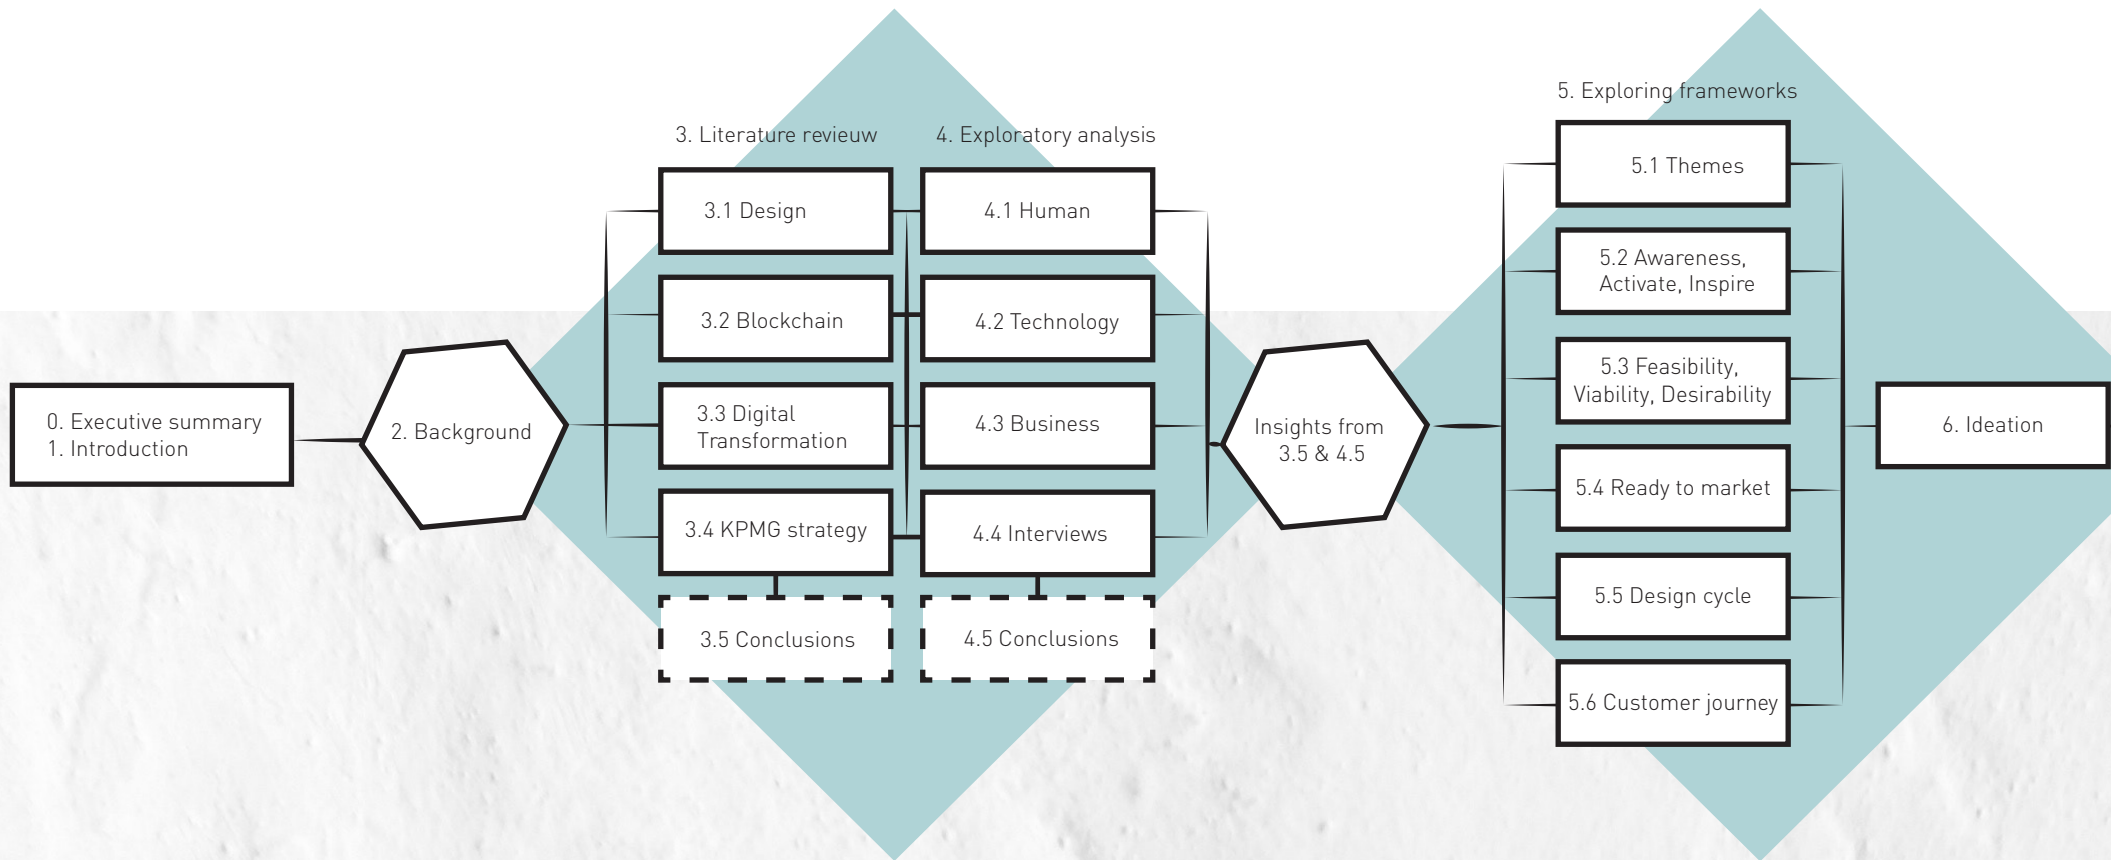 0. Executive summary
1. Introduction
2. Background
3. Literature revieuw
3.1 Design
3.2 Blockchain
3.3 Digital
Transformation
3.4 KPMG strategy
3.5 Conclusions
4. Exploratory analysis
4.1 Human
4.2 Technology
4.3 Business
4.4 Interviews
4.5 Conclusions
Insights from
3.5 & 4.5
5. Exploring frameworks
5.1 Themes
5.2 Awareness,
Activate, Inspire
5.3 Feasibility,
Viability, Desirability
5.4 Ready to market
5.5 Design cycle
5.6 Customer journey
6. Ideation